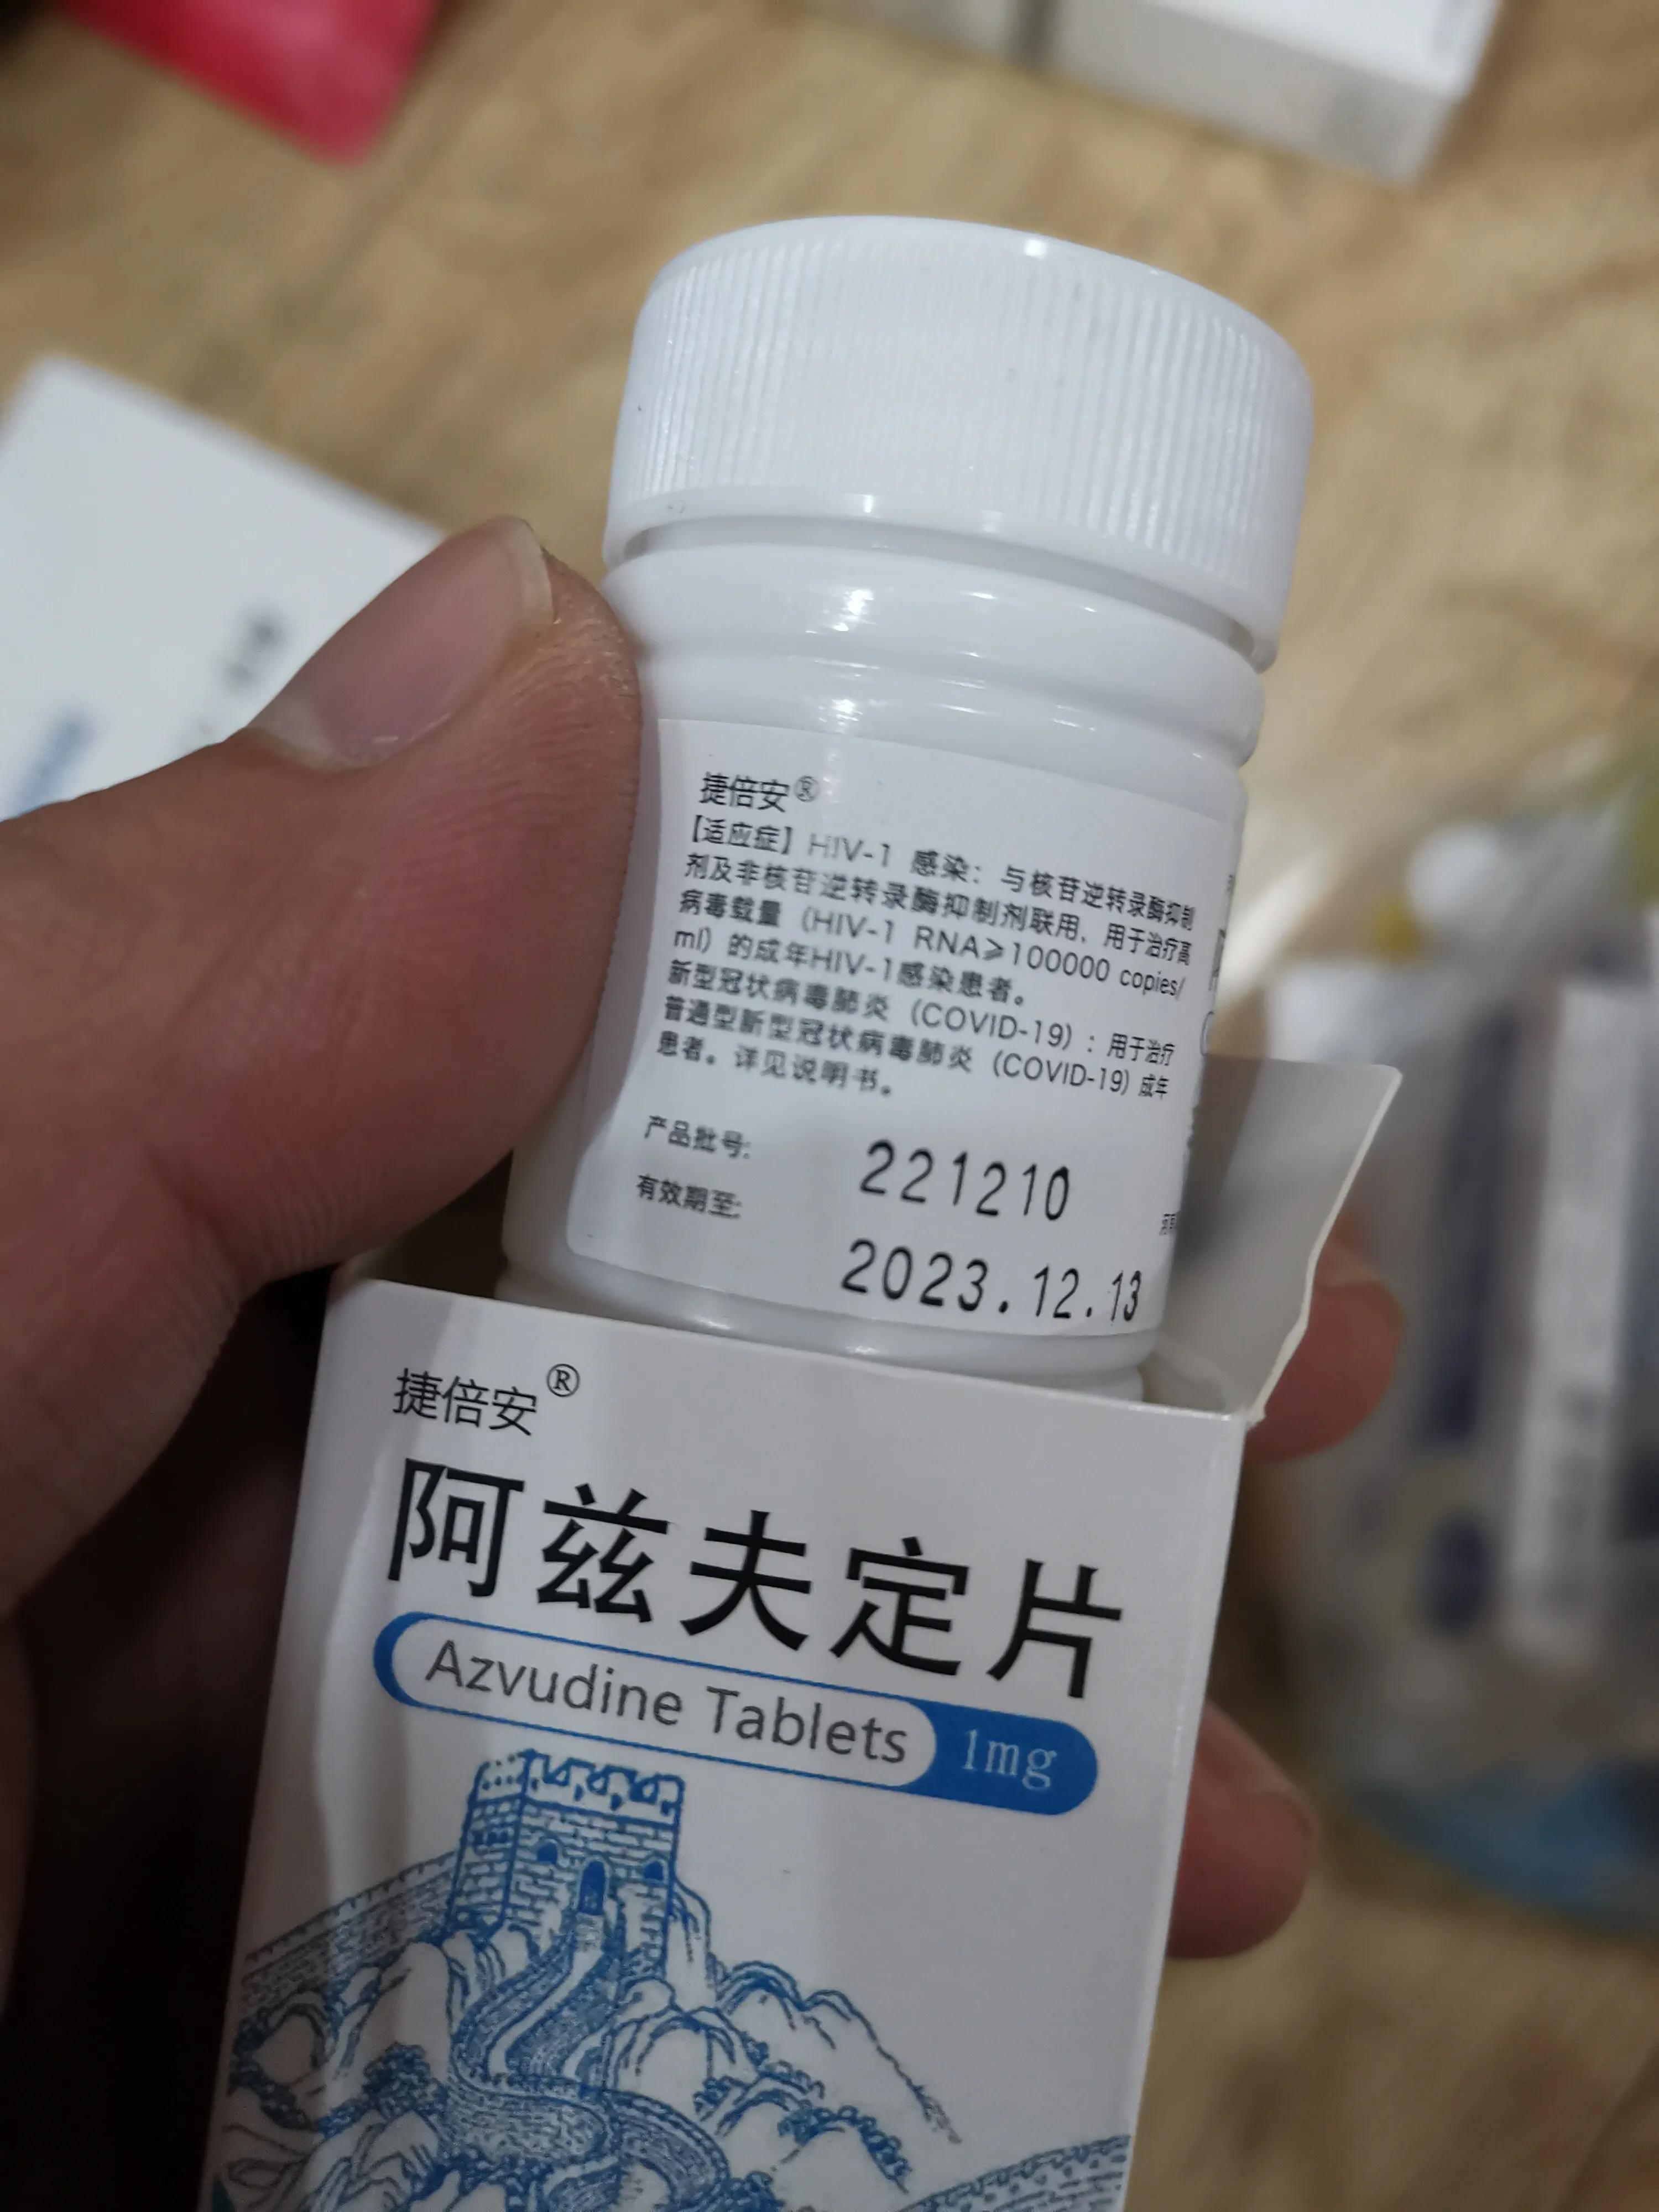 捷倍安®
【适应症】HIV-1 感染：与核苷逆转录酶抑制
剂及非核苷逆转录酶抑制剂联用，用于治疗高
病毒载量（HIV-1 RNA≥100000 copies/
ml）的成年HIV-1感染患者。
新型冠状病毒肺炎（COVID-19）：用于治疗
普通型新型冠状病毒肺炎（COVID-19）成年
患者。详见说明书。
产品批号: 221210
有效期至: 2023.12.13
捷倍安®
阿兹夫定片
Azvudine Tablets 1mg